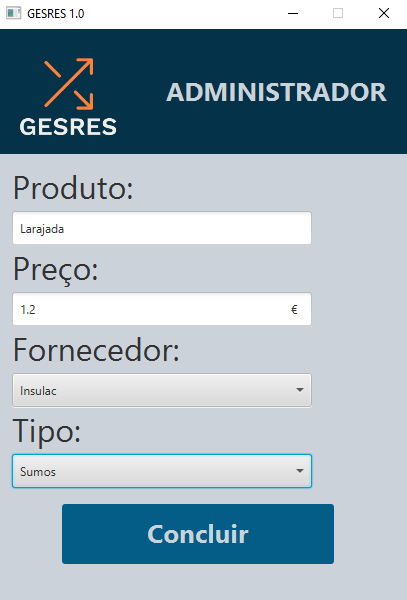 GESRES 1.0
GESRES
ADMINISTRADOR
Produto:
Larajada
Preço:
1.2 €
Fornecedor:
Insulac
Tipo:
Sumos
Concluir